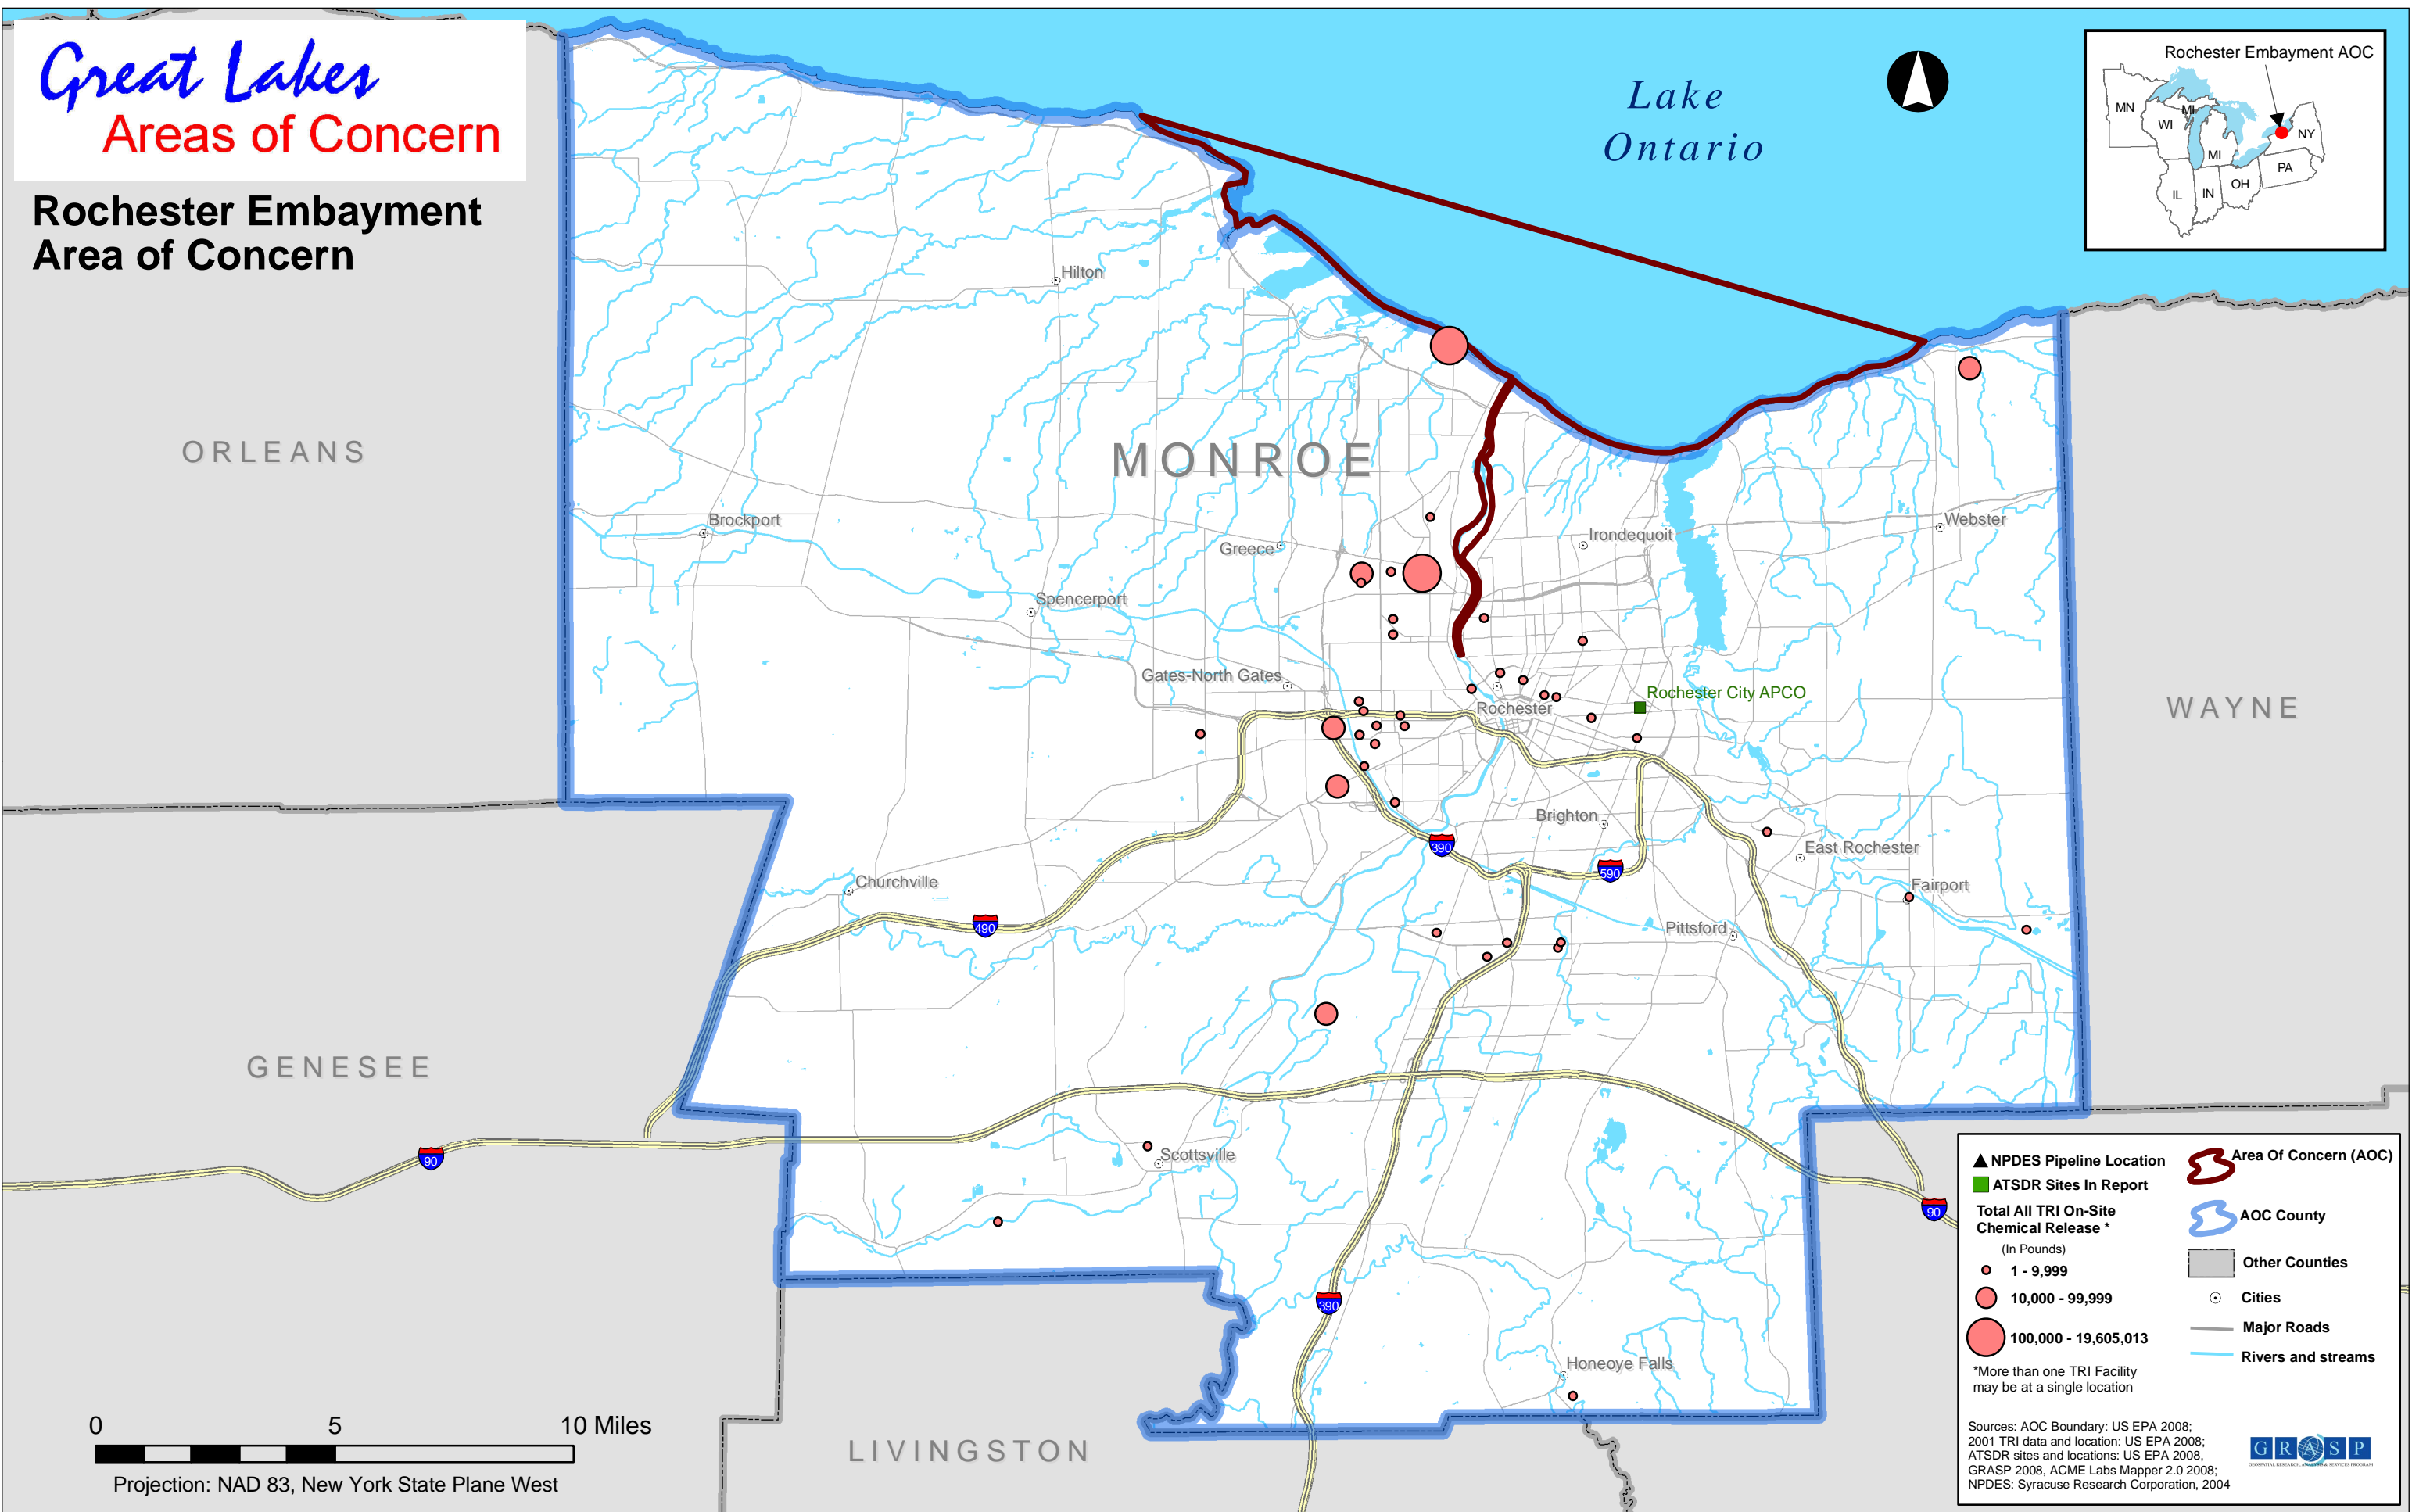 Great Lakes
Areas of Concern
Rochester Embayment
Area of Concern
Lake
Ontario
Rochester Embayment AOC
MN
WI
MI
MI
IL
IN
OH
PA
NY
ORLEANS
MONROE
WAYNE
GENESEE
LIVINGSTON
Hilton
Brockport
Greece
Irondequoit
Webster
Spencerport
Gates-North Gates
Rochester City APCO
Rochester
Brighton
East Rochester
Churchville
Fairport
Pittsford
Scottsville
Honeoye Falls
390
590
490
90
90
390
0 5 10 Miles
Projection: NAD 83, New York State Plane West
NPDES Pipeline Location
ATSDR Sites In Report
Total All TRI On-Site
Chemical Release *
(In Pounds)
1 - 9,999
10,000 - 99,999
100,000 - 19,605,013
*More than one TRI Facility
may be at a single location
Area Of Concern (AOC)
AOC County
Other Counties
Cities
Major Roads
Rivers and streams
Sources: AOC Boundary: US EPA 2008;
2001 TRI data and location: US EPA 2008;
ATSDR sites and locations: US EPA 2008,
GRASP 2008, ACME Labs Mapper 2.0 2008;
NPDES: Syracuse Research Corporation, 2004
GRASP
GEOSPATIAL RESEARCH, ANALYSIS & SERVICES PROGRAM